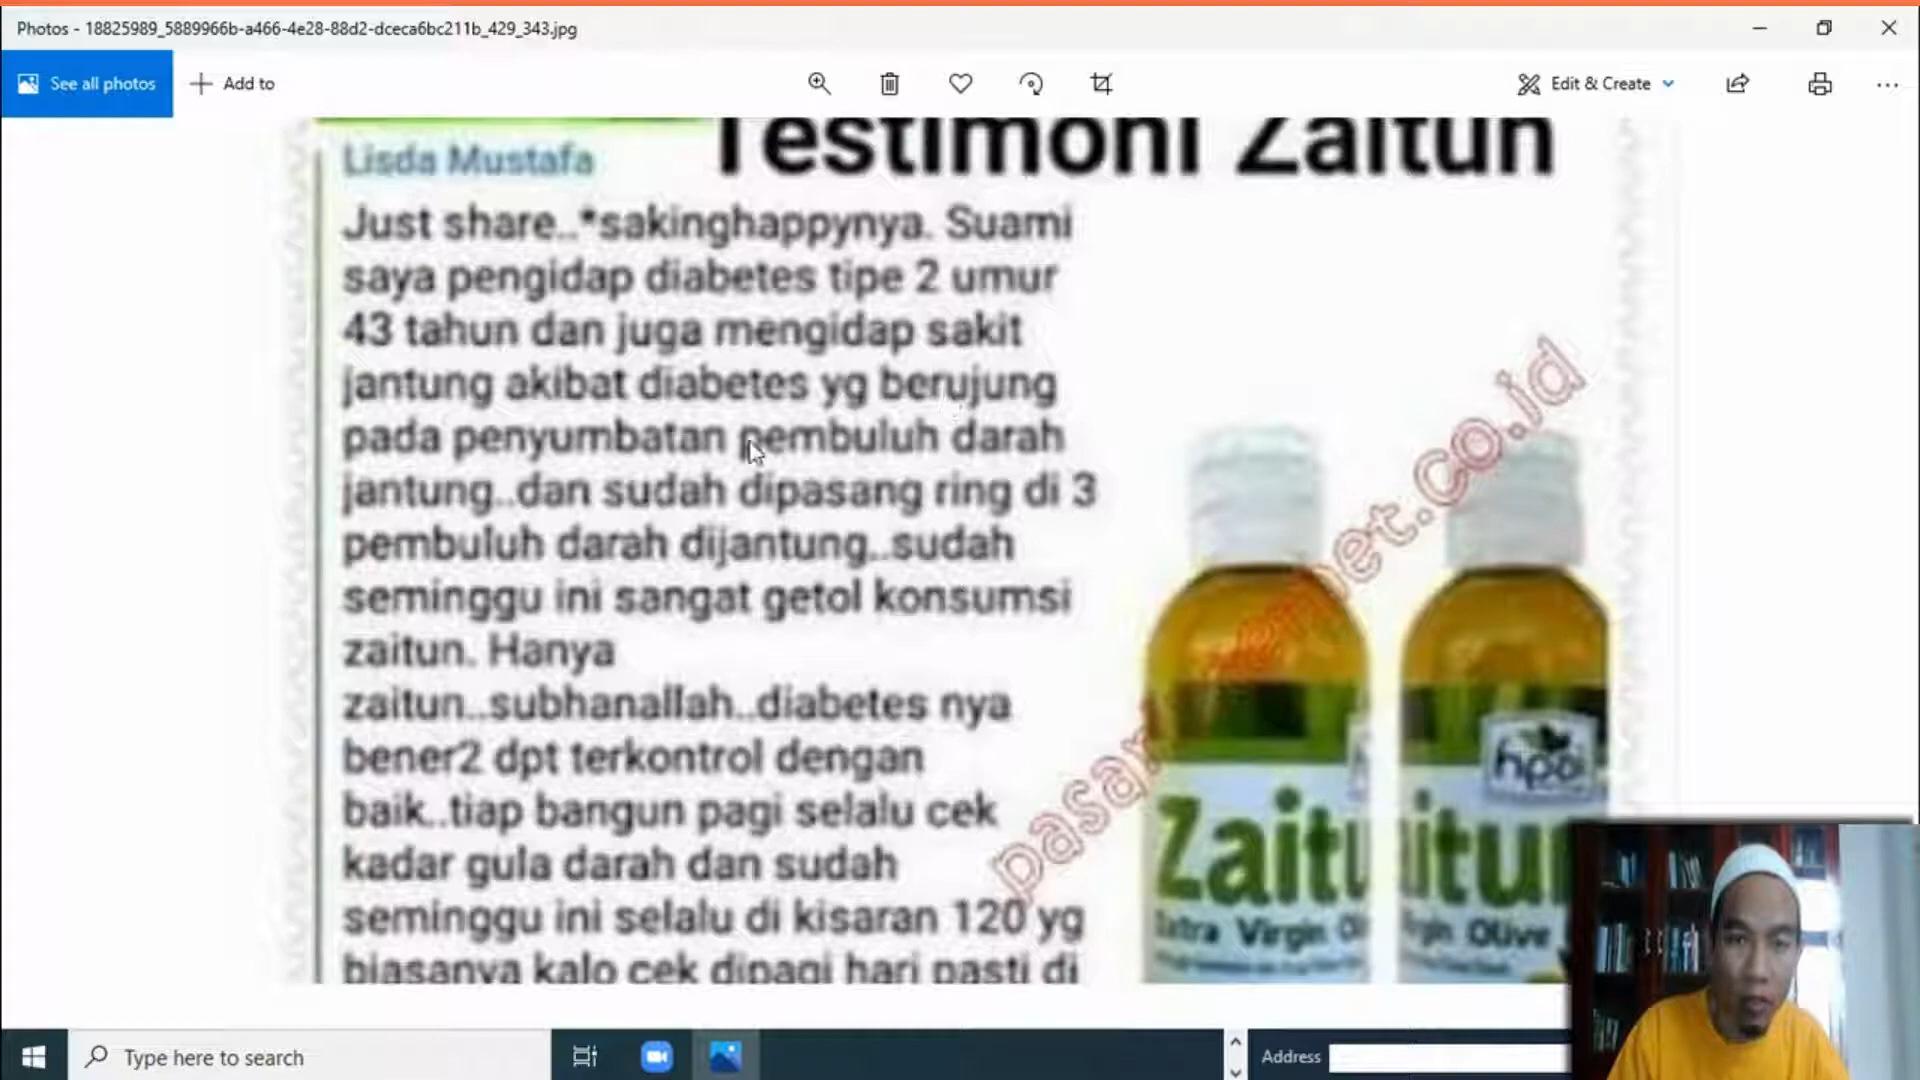 Photos - 18825989_5889966b-a466-4e28-88d2-dceca6bc211b_429_343.jpg
See all photos
Add to
Edit & Create
Testimoni Zaitun
Lisda Mustafa
Just share..*sakinghappynya. Suami
saya pengidap diabetes tipe 2 umur
43 tahun dan juga mengidap sakit
jantung akibat diabetes yg berujung
pada penyumbatan pembuluh darah
jantung..dan sudah dipasang ring di 3
pembuluh darah dijantung..sudah
seminggu ini sangat getol konsumsi
zaitun. Hanya
zaitun..subhanallah..diabetes nya
bener2 dpt terkontrol dengan
baik..tiap bangun pagi selalu cek
kadar gula darah dan sudah
seminggu ini selalu di kisaran 120 yg
biasanya kalo cek dipagi hari pasti di
hpai
Zaitu
itun
Extra Virgin Ol
irgin Olive
Type here to search
Address